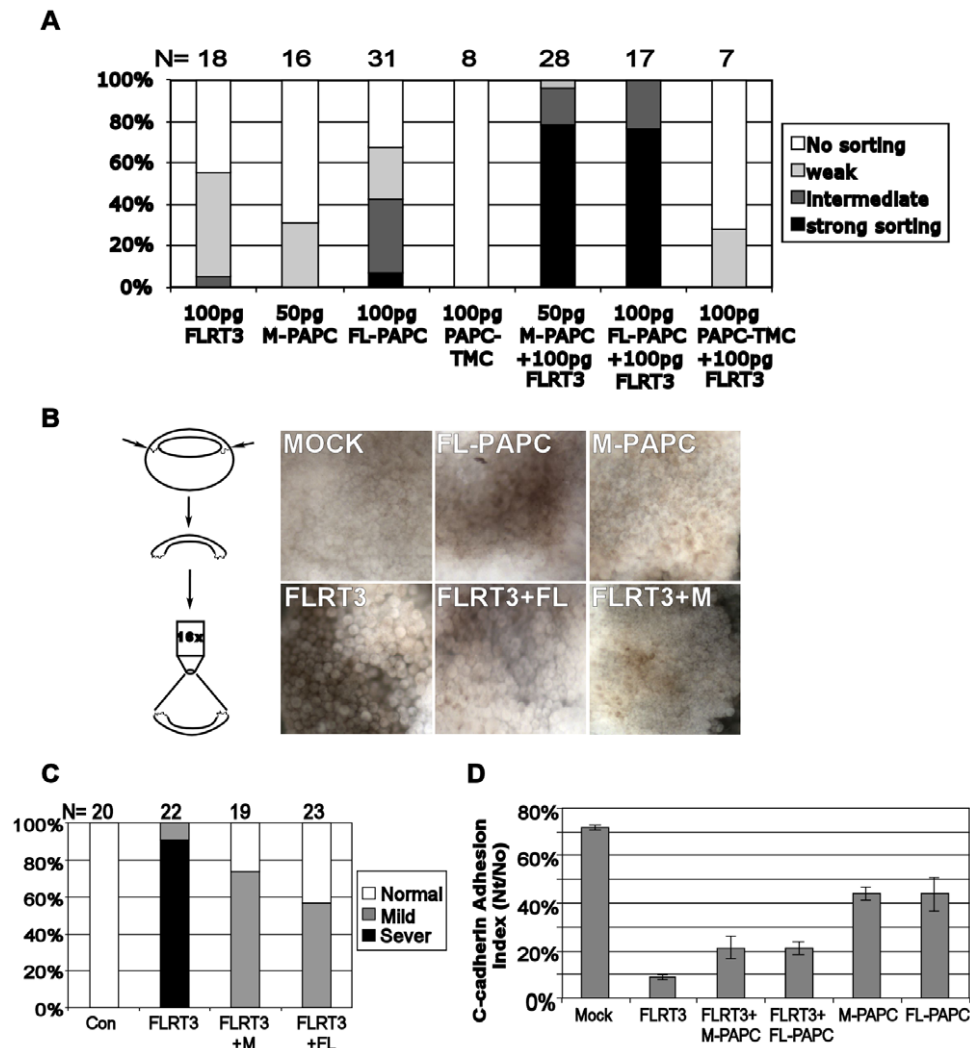 A
N= 18 16 31 8 28 17 7
100%
80%
60%
40%
20%
0%
100pg FLRT3
50pg M-PAPC
100pg FL-PAPC
100pg PAPC-TMC
50pg M-PAPC +100pg FLRT3
100pg FL-PAPC +100pg FLRT3
100pg PAPC-TMC +100pg FLRT3
No sorting
weak
intermediate
strong sorting
B
16x
MOCK
FL-PAPC
M-PAPC
FLRT3
FLRT3+FL
FLRT3+M
C
N= 20 22 19 23
100%
80%
60%
40%
20%
0%
Con
FLRT3
FLRT3 +M
FLRT3 +FL
Normal
Mild
Sever
D
C-cadherin Adhesion
Index (Nt/No)
80%
60%
40%
20%
0%
Mock
FLRT3
FLRT3+ M-PAPC
FLRT3+ FL-PAPC
M-PAPC
FL-PAPC